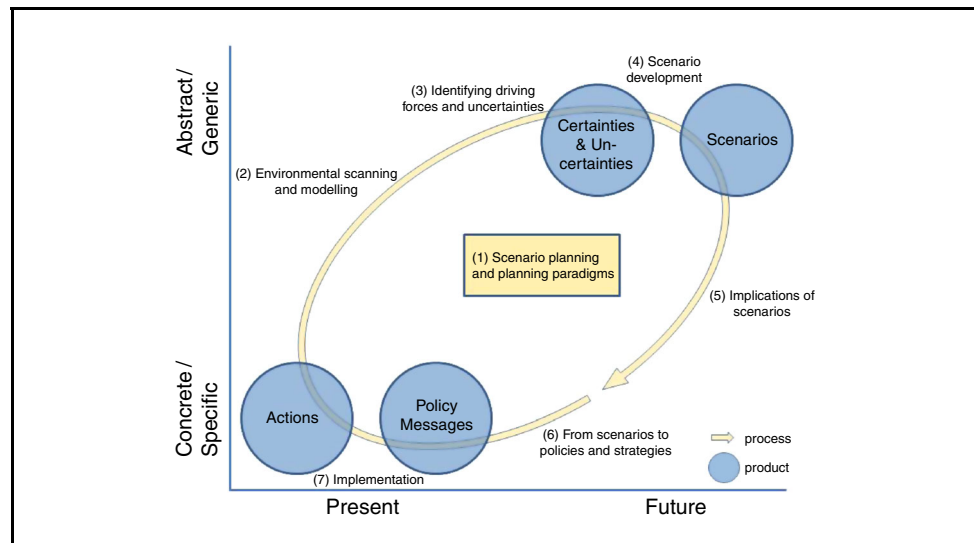 Abstract /
Generic
(4) Scenario
development
(3) Identifying driving
forces and uncertainties
Certainties
& Un-
certainties
Scenarios
(2) Environmental scanning
and modelling
(1) Scenario planning
and planning paradigms
(5) Implications of
scenarios
Concrete /
Specific
Actions
Policy
Messages
(6) From scenarios to
policies and strategies
(7) Implementation
process
product
Present
Future